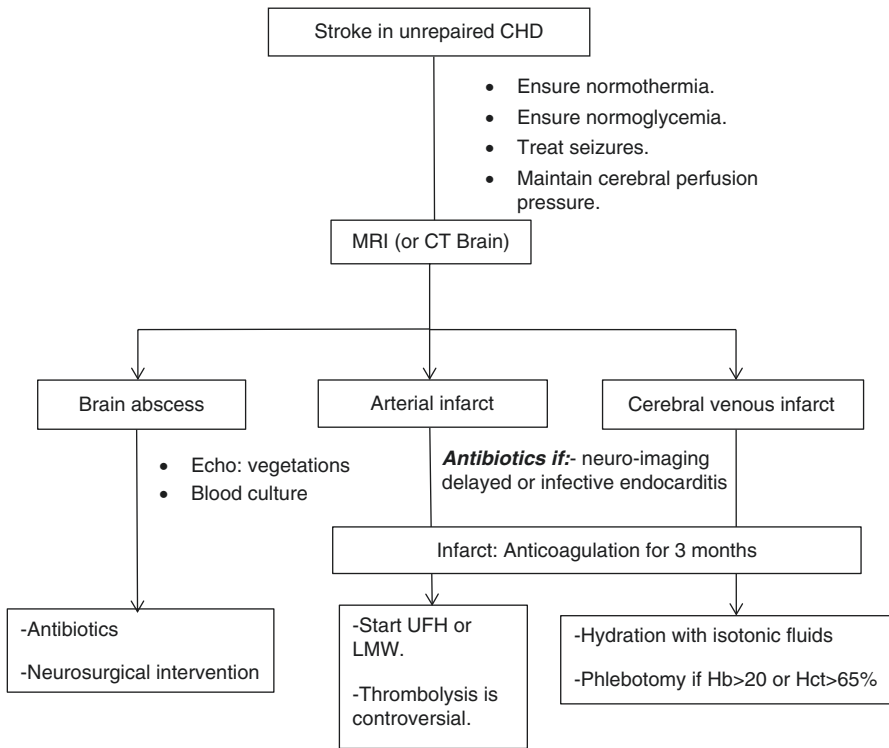 Stroke in unrepaired CHD
• Ensure normothermia.
• Ensure normoglycemia.
• Treat seizures.
• Maintain cerebral perfusion
pressure.
MRI (or CT Brain)
Brain abscess
Arterial infarct
Cerebral venous infarct
• Echo: vegetations
• Blood culture
Antibiotics if:- neuro-imaging
delayed or infective endocarditis
Infarct: Anticoagulation for 3 months
-Antibiotics
-Neurosurgical intervention
-Start UFH or
LMW.
-Thrombolysis is
controversial.
-Hydration with isotonic fluids
-Phlebotomy if Hb>20 or Hct>65%